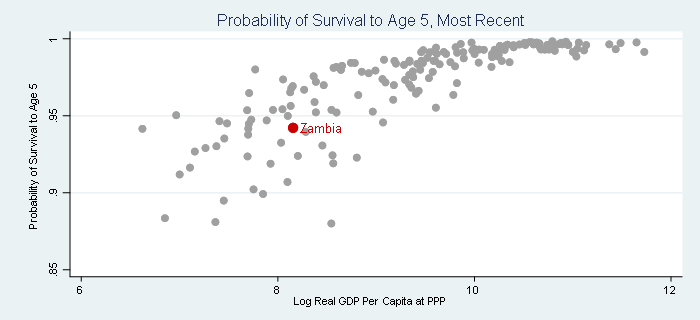 Probability of Survival to Age 5, Most Recent
Probability of Survival to Age 5
1
.95
.9
.85
Zambia
6 8 10 12
Log Real GDP Per Capita at PPP